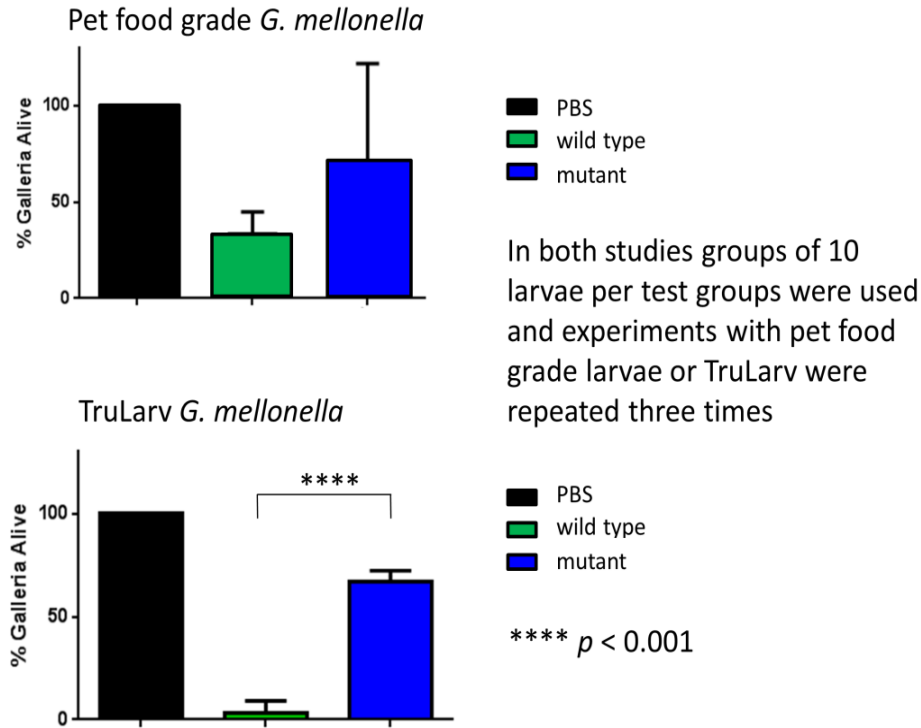 Pet food grade G. mellonella
% Galleria Alive
100
50
0
PBS
wild type
mutant
In both studies groups of 10
larvae per test groups were used
and experiments with pet food
grade larvae or TruLarv were
repeated three times
TruLarv G. mellonella
% Galleria Alive
100
50
0
****
PBS
wild type
mutant
**** p < 0.001